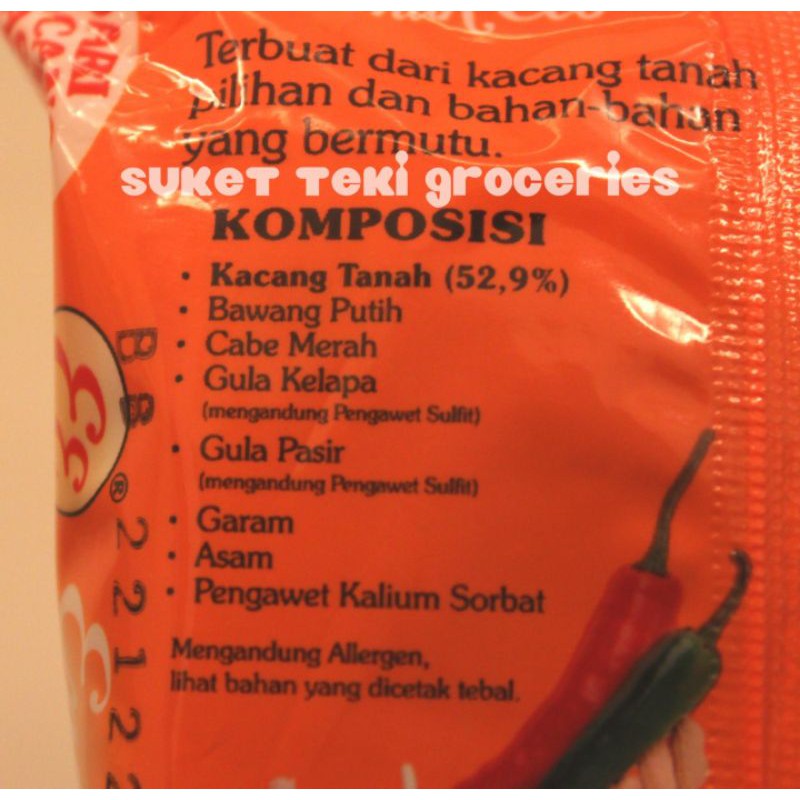 Terbuat dari kacang tanah
pilihan dan bahan-bahan
yang bermutu.
SUKET TEKI GROCERIES
KOMPOSISI
• Kacang Tanah (52,9%)
• Bawang Putih
• Cabe Merah
• Gula Kelapa
(mengandung Pengawet Sulfit)
• Gula Pasir
(mengandung Pengawet Sulfit)
• Garam
• Asam
• Pengawet Kalium Sorbat
Mengandung Allergen,
lihat bahan yang dicetak tebal.
ARI
®